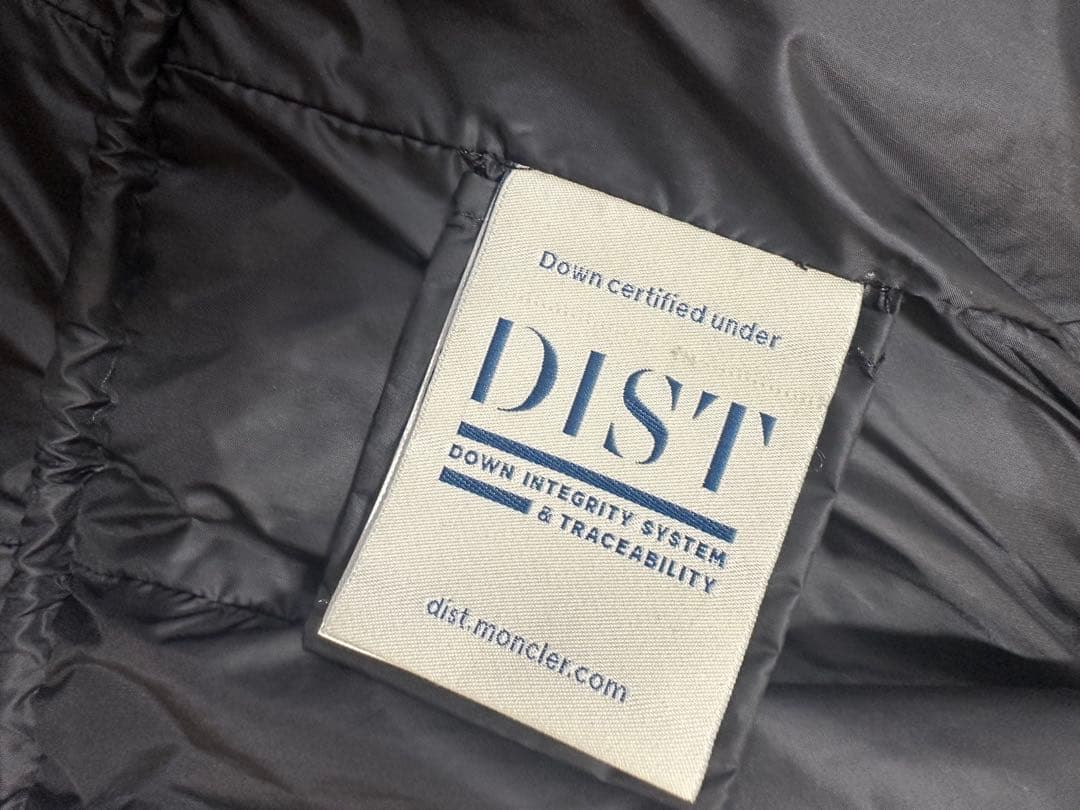 Down certified under
DIST
DOWN INTEGRITY SYSTEM
& TRACEABILITY
dist.moncler.com